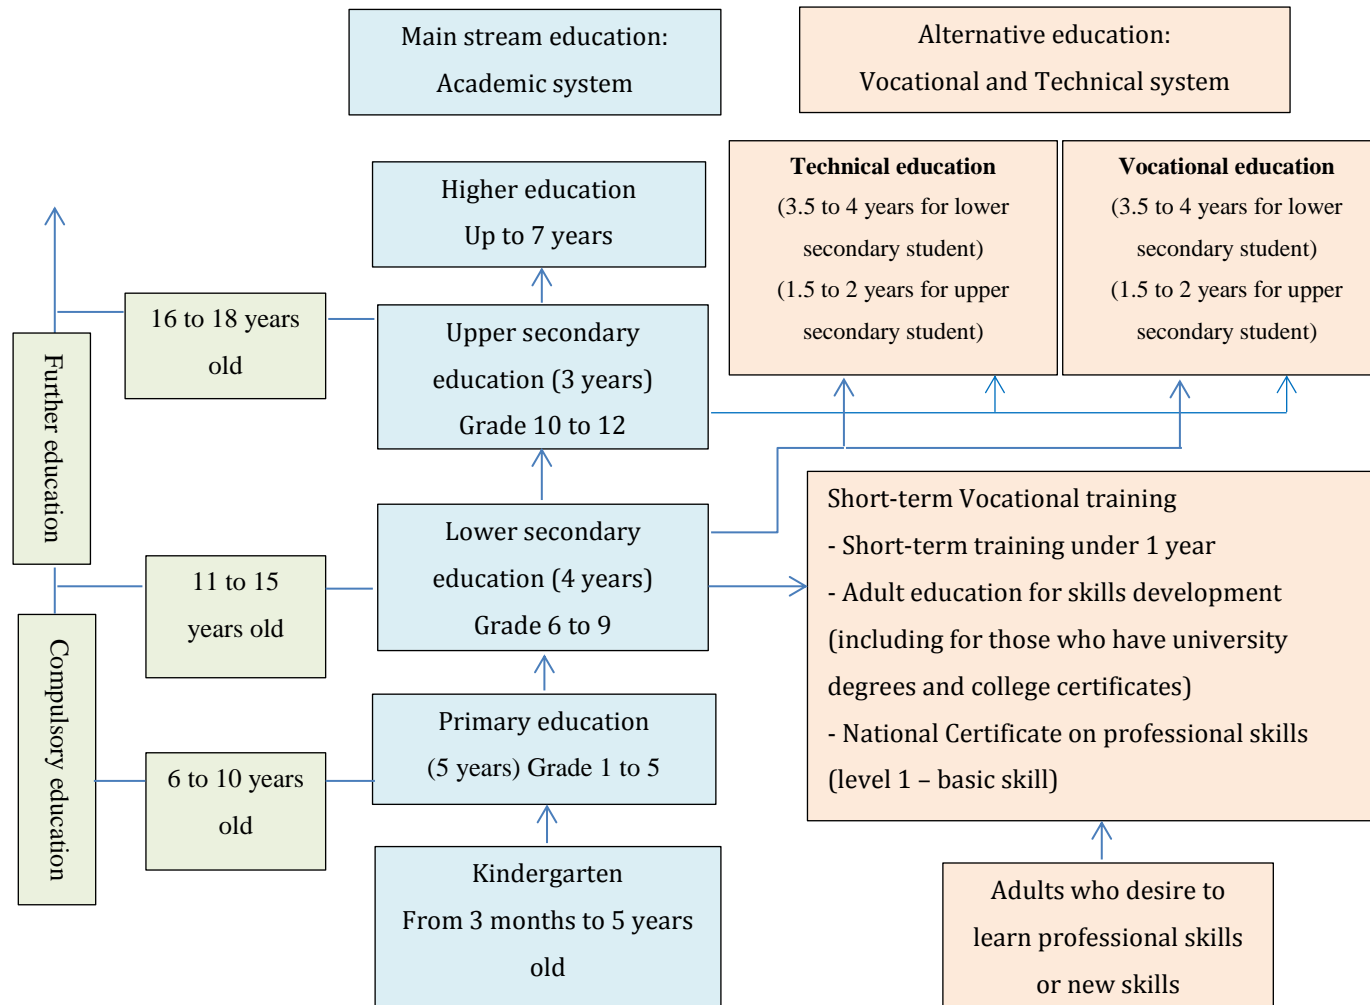 Main stream education:
Academic system
Alternative education:
Vocational and Technical system
Technical education
(3.5 to 4 years for lower
secondary student)
(1.5 to 2 years for upper
secondary student)
Vocational education
(3.5 to 4 years for lower
secondary student)
(1.5 to 2 years for upper
secondary student)
Higher education
Up to 7 years
16 to 18 years
old
Upper secondary
education (3 years)
Grade 10 to 12
Further education
11 to 15
years old
Lower secondary
education (4 years)
Grade 6 to 9
Short-term Vocational training
- Short-term training under 1 year
- Adult education for skills development
(including for those who have university
degrees and college certificates)
- National Certificate on professional skills
(level 1 – basic skill)
Compulsory education
6 to 10 years
old
Primary education
(5 years) Grade 1 to 5
Kindergarten
From 3 months to 5 years
old
Adults who desire to
learn professional skills
or new skills